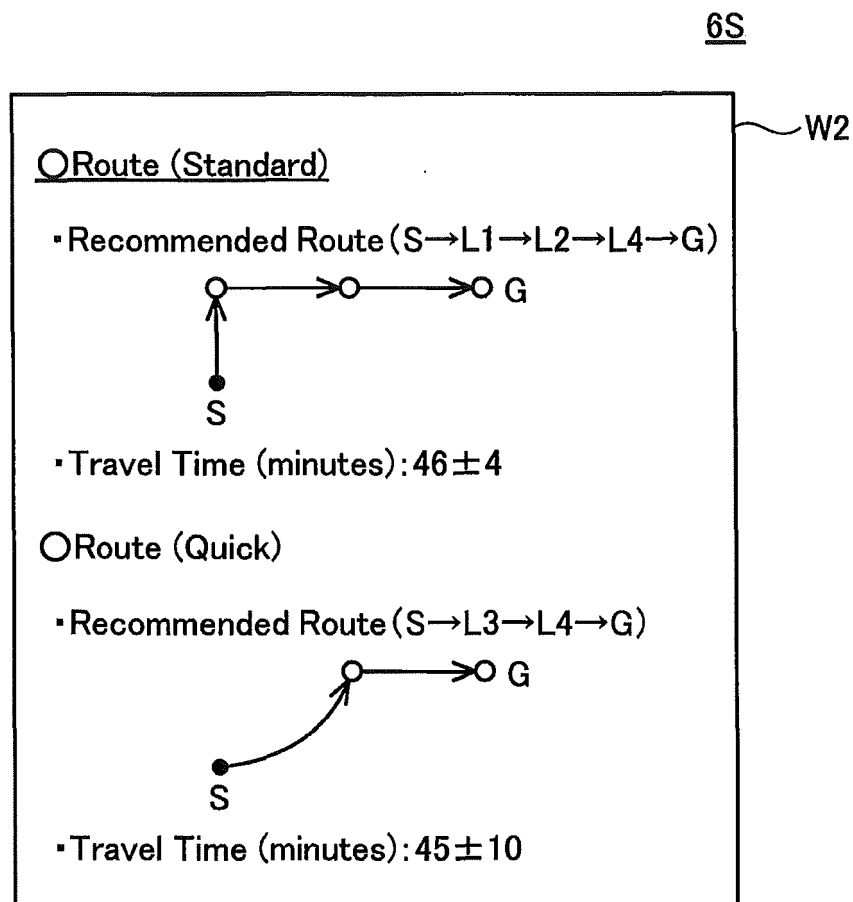 6S
W2
○Route (Standard)
・Recommended Route(S→L1→L2→L4→G)
G
S
・Travel Time (minutes):46±4
○Route (Quick)
・Recommended Route(S→L3→L4→G)
G
S
・Travel Time (minutes):45±10